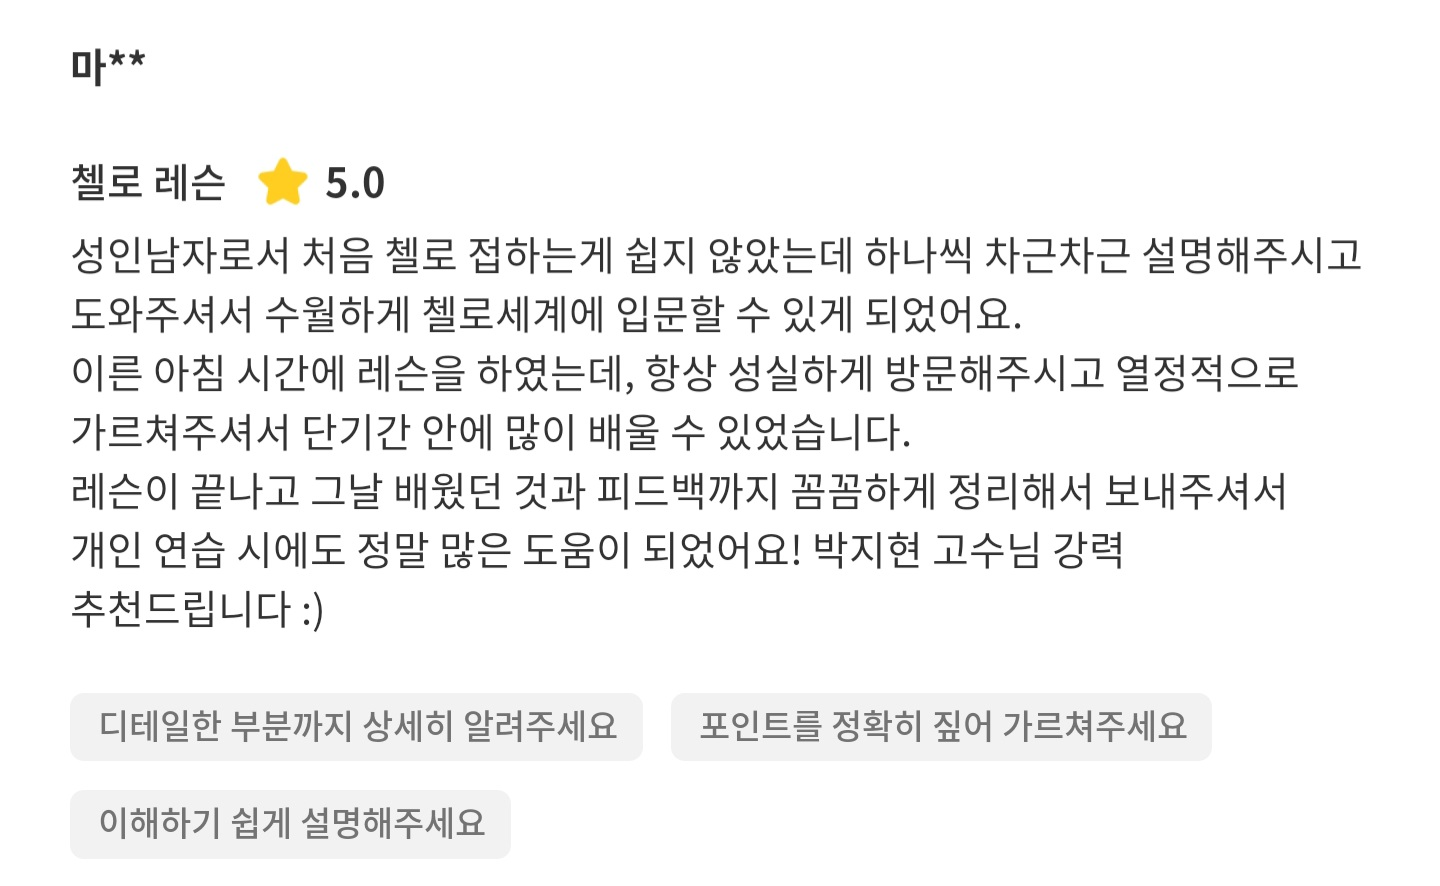 마**
첼로 레슨 5.0
성인남자로서 처음 첼로 접하는게 쉽지 않았는데 하나씩 차근차근 설명해주시고
도와주셔서 수월하게 첼로세계에 입문할 수 있게 되었어요.
이른 아침 시간에 레슨을 하였는데, 항상 성실하게 방문해주시고 열정적으로
가르쳐주셔서 단기간 안에 많이 배울 수 있었습니다.
레슨이 끝나고 그날 배웠던 것과 피드백까지 꼼꼼하게 정리해서 보내주셔서
개인 연습 시에도 정말 많은 도움이 되었어요! 박지현 고수님 강력
추천드립니다 :)
디테일한 부분까지 상세히 알려주세요 포인트를 정확히 짚어 가르쳐주세요
이해하기 쉽게 설명해주세요